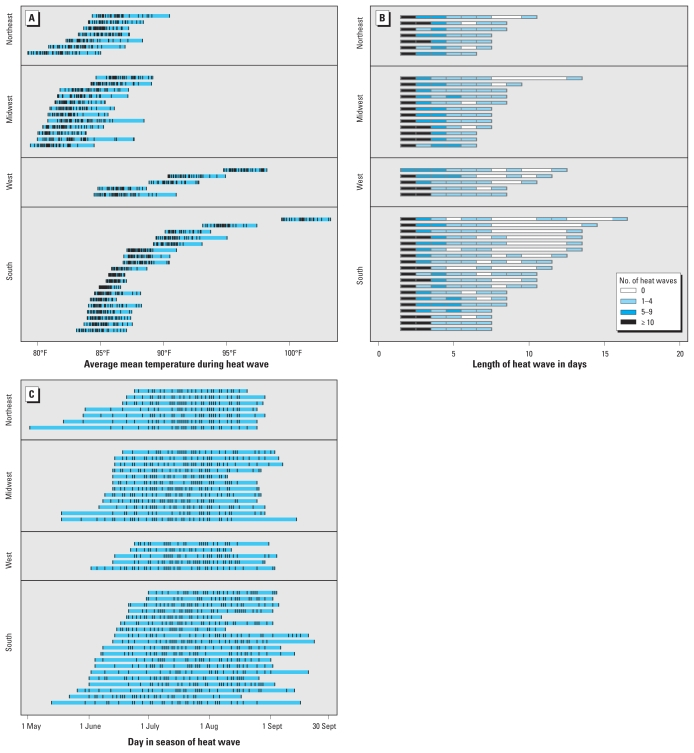 A
Northeast
Midwest
West
South
80°F
85°F
90°F
95°F
100°F
Average mean temperature during heat wave
B
Northeast
Midwest
West
South
No. of heat waves
0
1–4
5–9
≥ 10
0
5
10
15
20
Length of heat wave in days
C
Northeast
Midwest
West
South
1 May
1 June
1 July
1 Aug
1 Sept
30 Sept
Day in season of heat wave